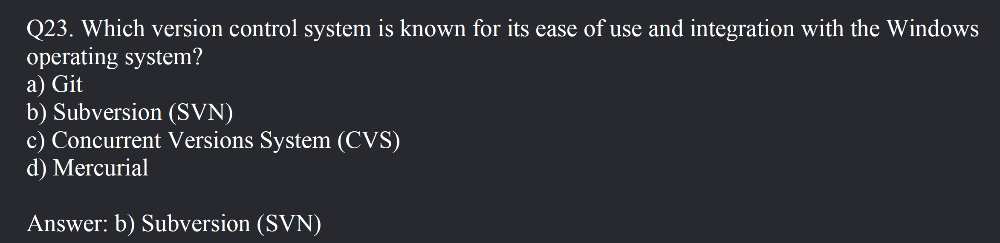 Q23. Which version control system is known for its ease of use and integration with the Windows
operating system?
a) Git
b) Subversion (SVN)
c) Concurrent Versions System (CVS)
d) Mercurial
Answer: b) Subversion (SVN)